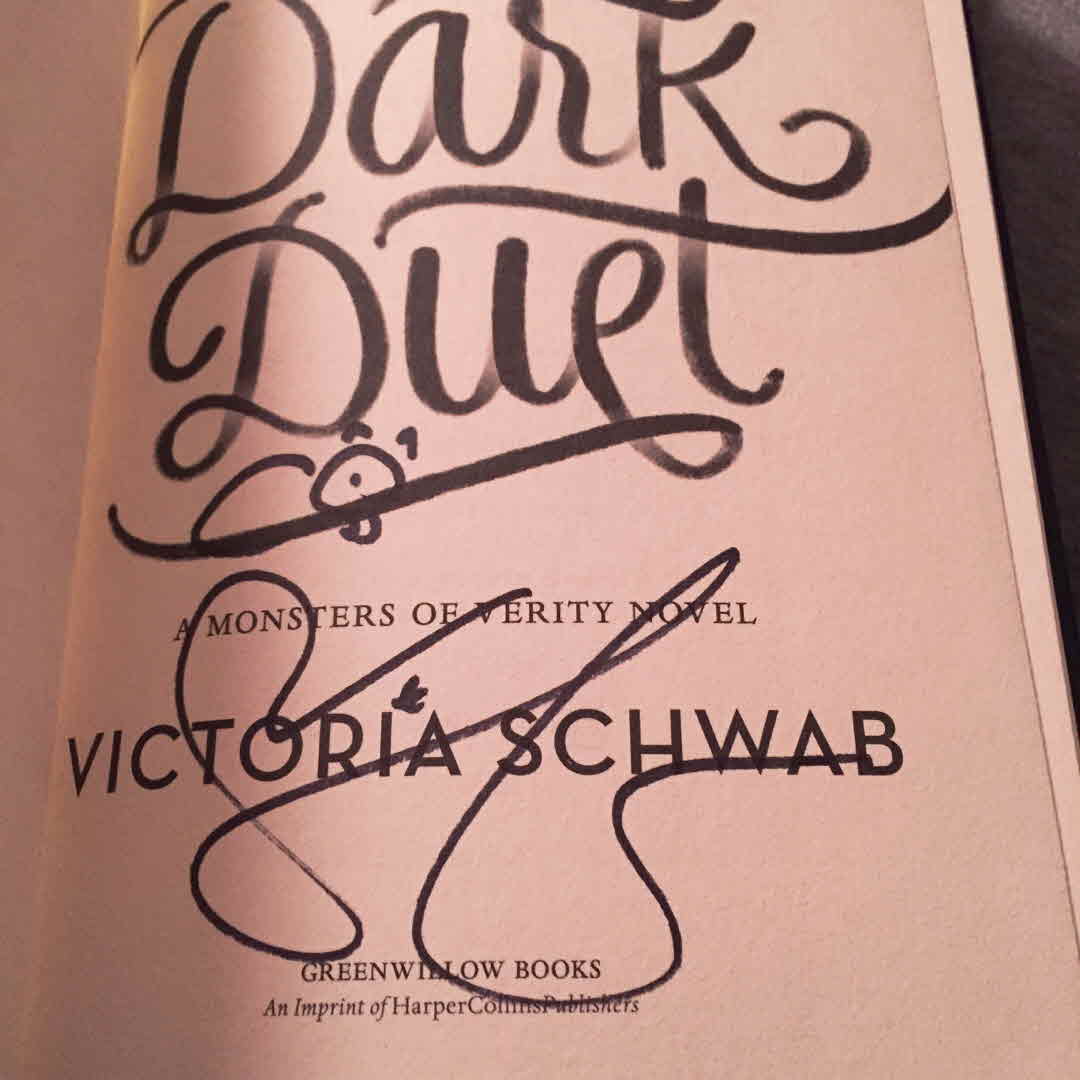 Dark
Duet
A MONSTERS OF VERITY NOVEL
VICTORIA SCHWAB
GREENWILLOW BOOKS
An Imprint of HarperCollinsPublishers